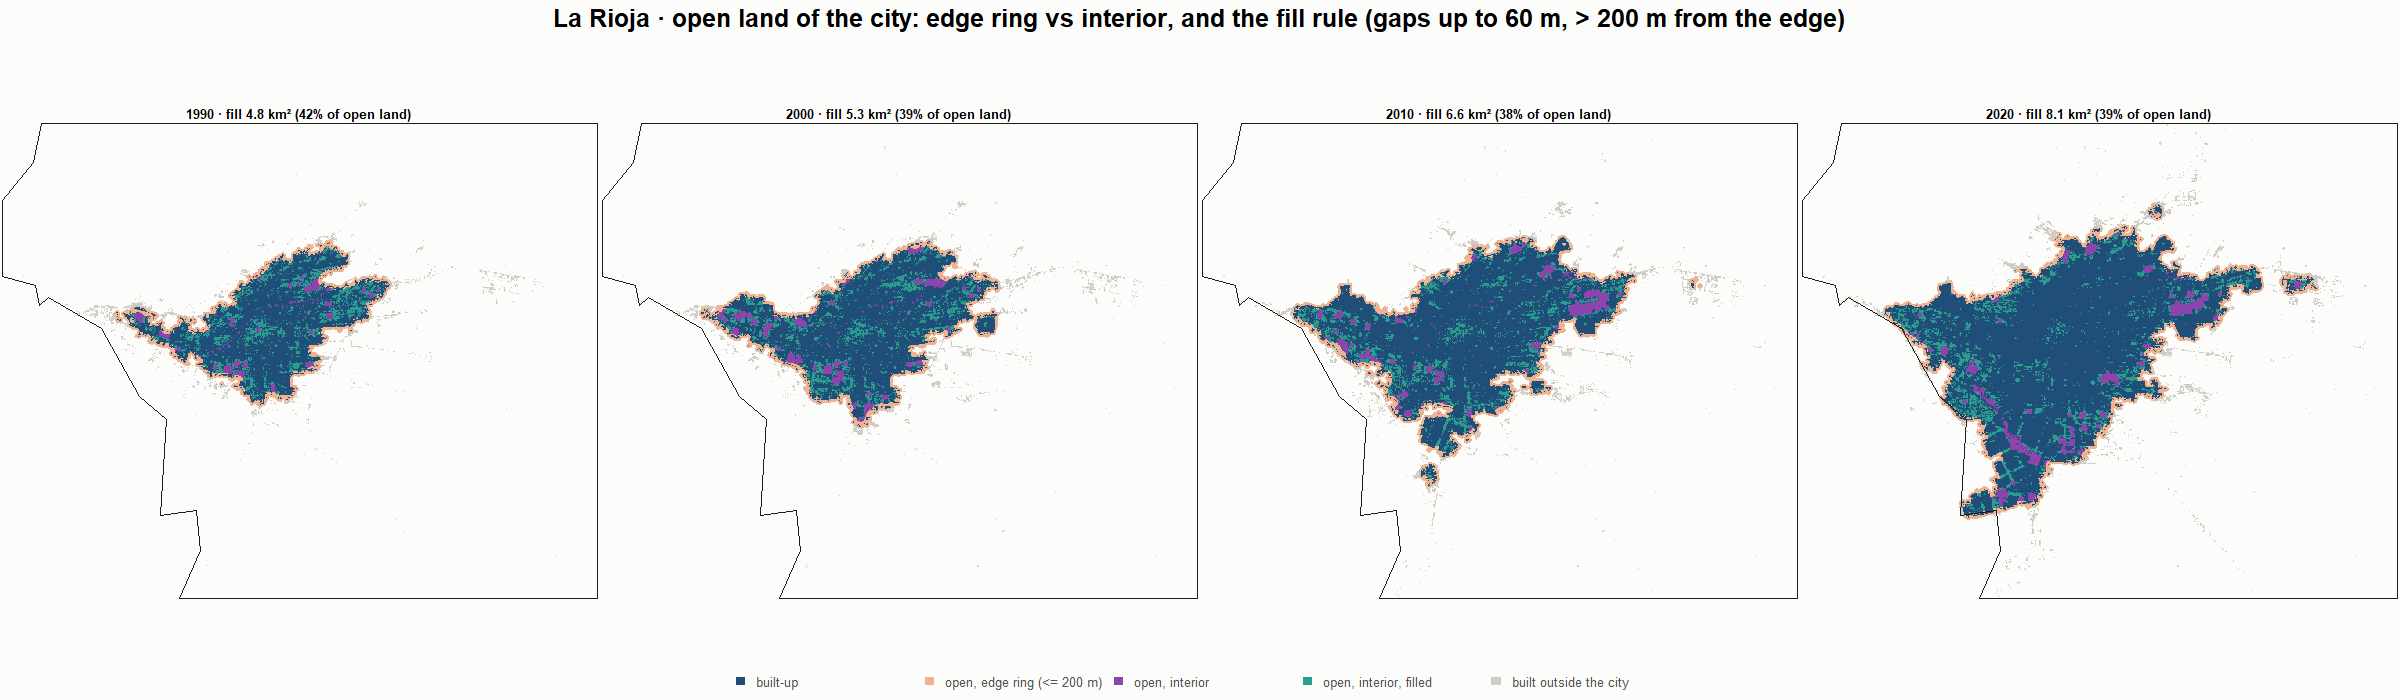 La Rioja · open land of the city: edge ring vs interior, and the fill rule (gaps up to 60 m, > 200 m from the edge)
1990 · fill 4.8 km² (42% of open land)
2000 · fill 5.3 km² (39% of open land)
2010 · fill 6.6 km² (38% of open land)
2020 · fill 8.1 km² (39% of open land)
built-up
open, edge ring (<= 200 m)
open, interior
open, interior, filled
built outside the city